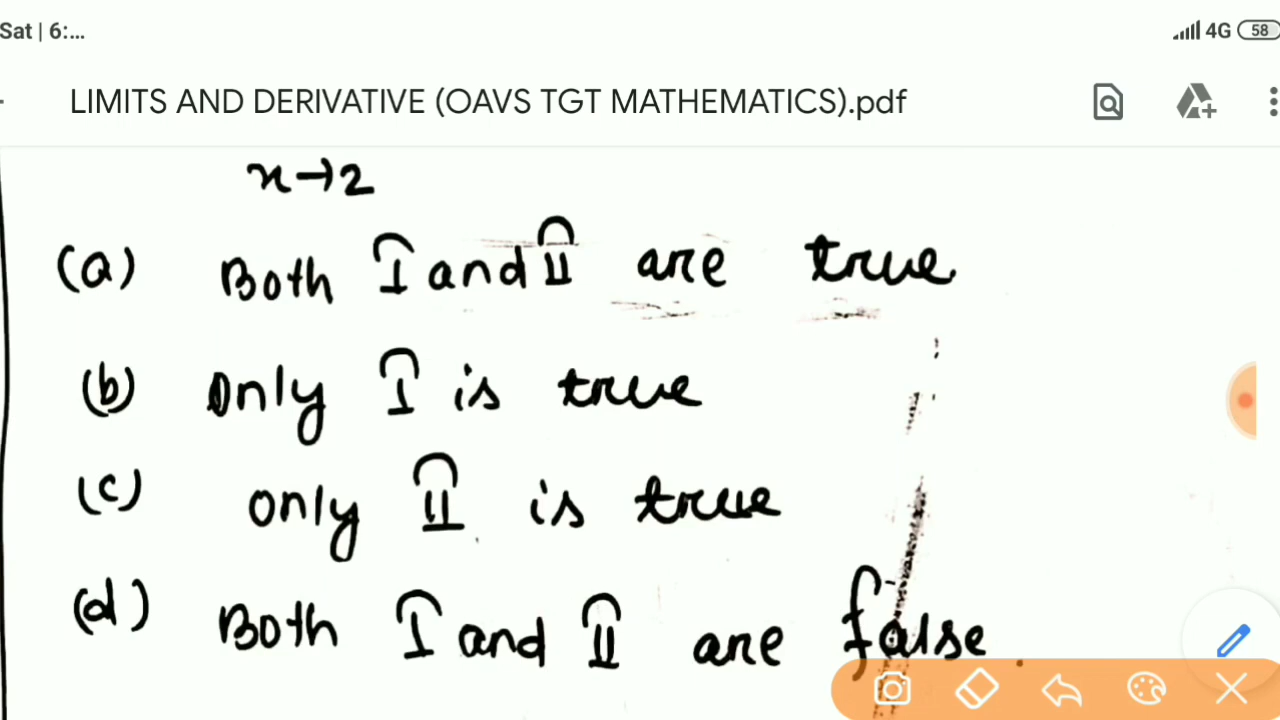 Sat | 6:...
4G 58
LIMITS AND DERIVATIVE (OAVS TGT MATHEMATICS).pdf
x→2
(a) Both I and II are true
(b) Only I is true
(c) only II is true
(d) Both I and II are false.